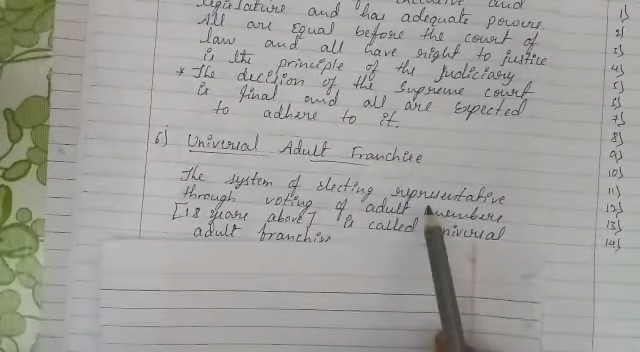 legislature and has adequate powers.
All are equal before the court of
law and all have right to justice
is the principle of the judiciary
* The decision of the supreme court
is final and all are expected
to adhere to it.
6) Universal Adult Franchise
The system of electing representative
through voting of adult members
[18 years above] is called universal
adult franchise
1)
2)
3)
4)
5)
6)
7)
8)
9)
10)
11)
12)
13)
14)